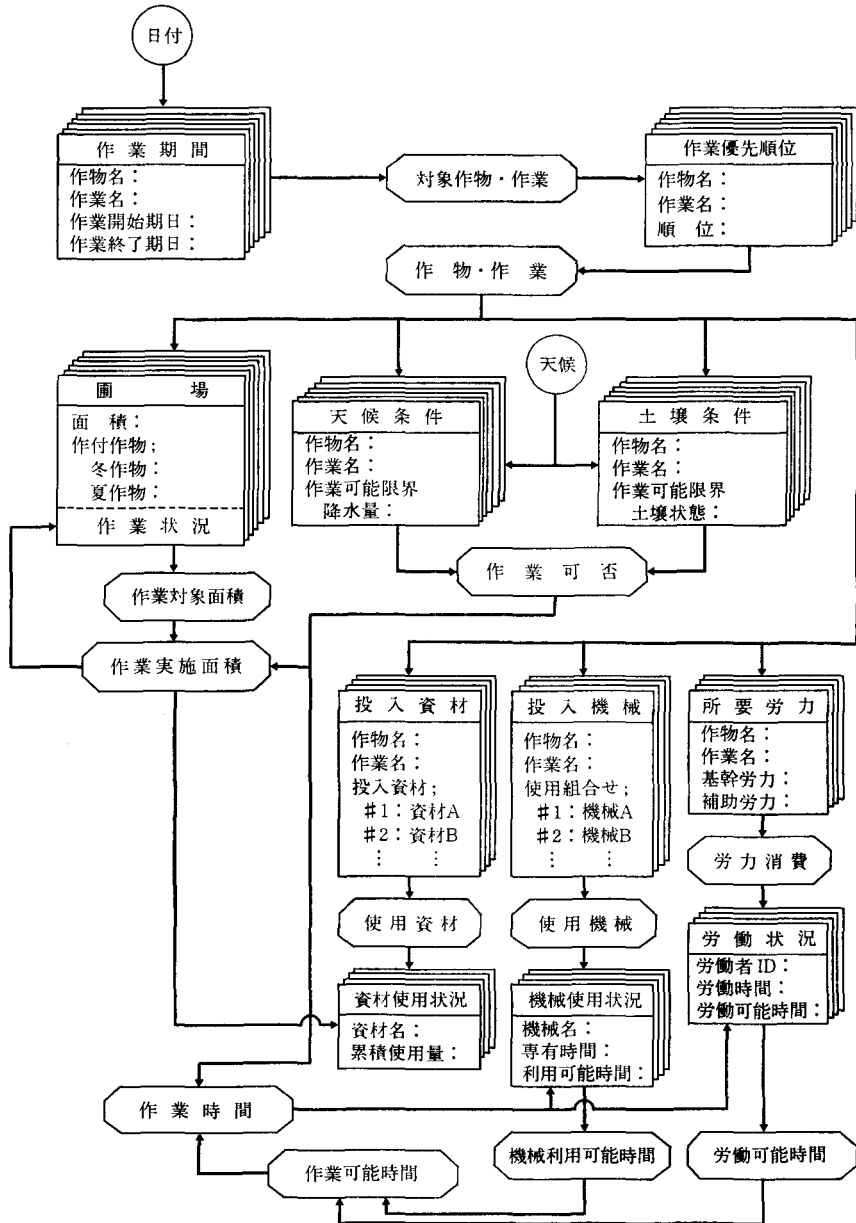 日付
作業期間
作物名：
作業名：
作業開始期日：
作業終了期日：
対象作物・作業
作業優先順位
作物名：
作業名：
順　位：
作物・作業
圃　場
面　積：
作付作物；
冬作物：
夏作物：
作業状況
天候条件
作物名：
作業名：
作業可能限界
降水量：
天候
土壌条件
作物名：
作業名：
作業可能限界
土壌状態：
作業可否
作業対象面積
作業実施面積
投入資材
作物名：
作業名：
投入資材；
#1：資材A
#2：資材B
⋮　⋮
投入機械
作物名：
作業名：
使用組合せ；
#1：機械A
#2：機械B
⋮　⋮
所要労力
作物名：
作業名：
基幹労力：
補助労力：
使用資材
使用機械
労力消費
資材使用状況
資材名：
累積使用量：
機械使用状況
機械名：
専有時間：
利用可能時間：
労働状況
労働者ID：
労働時間：
労働可能時間：
作業時間
作業可能時間
機械利用可能時間
労働可能時間